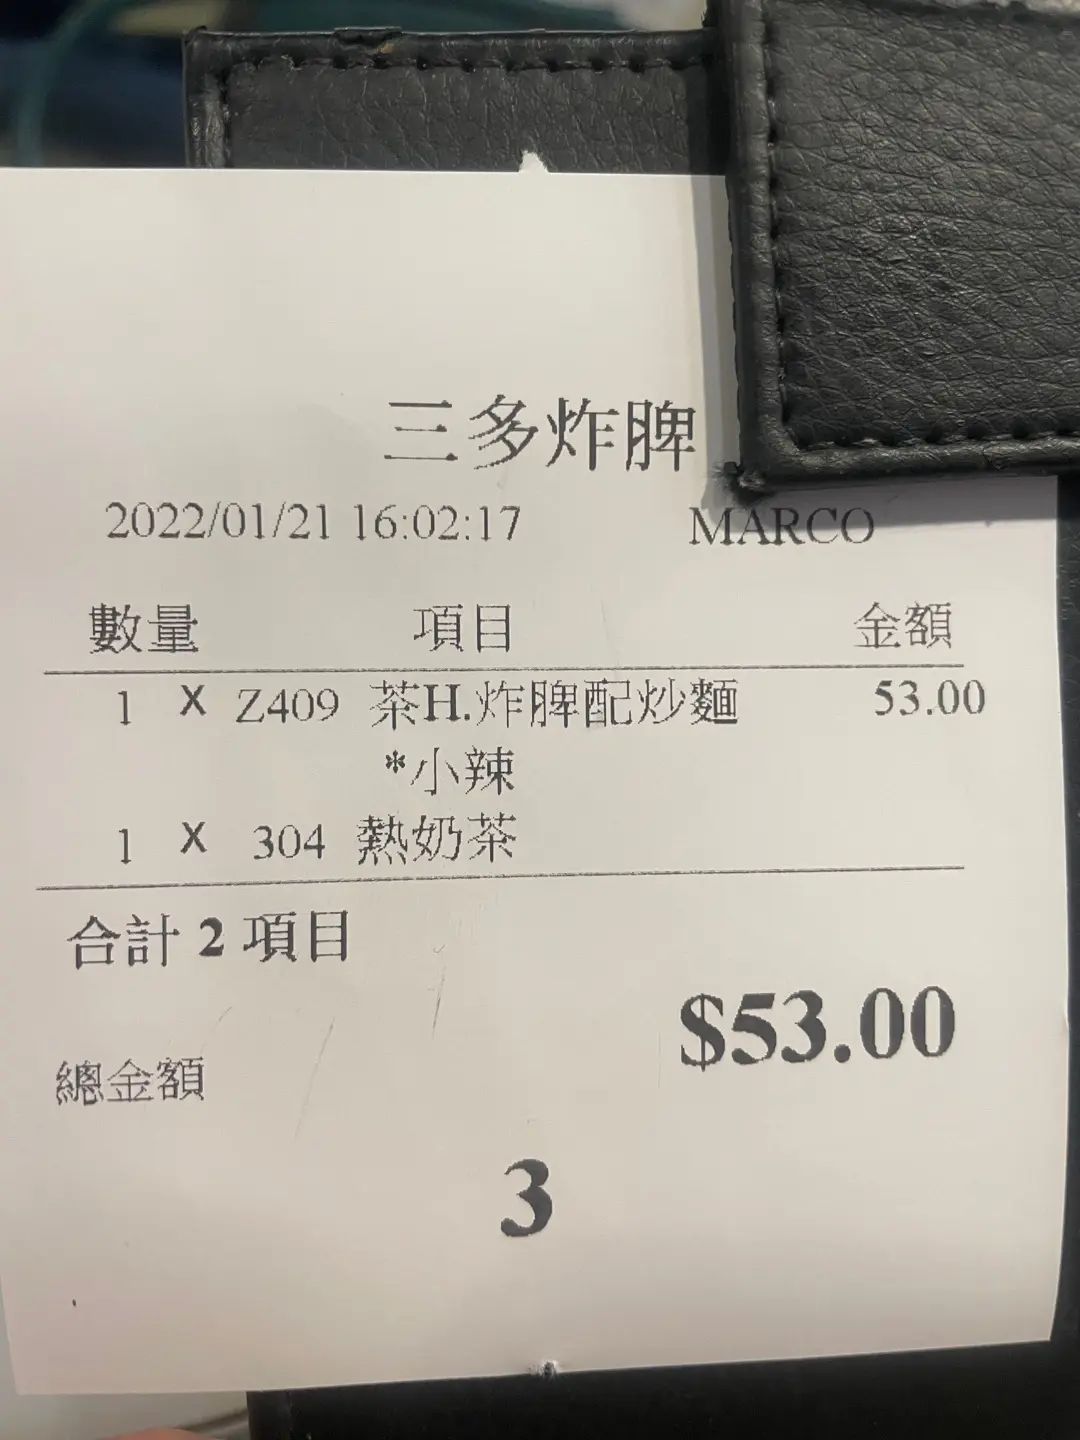 三多炸脾
2022/01/21 16:02:17 MARCO
數量 項目 金額
1 X Z409 茶H.炸脾配炒麵 53.00
*小辣
1 X 304 熱奶茶
合計 2 項目
$53.00
總金額
3